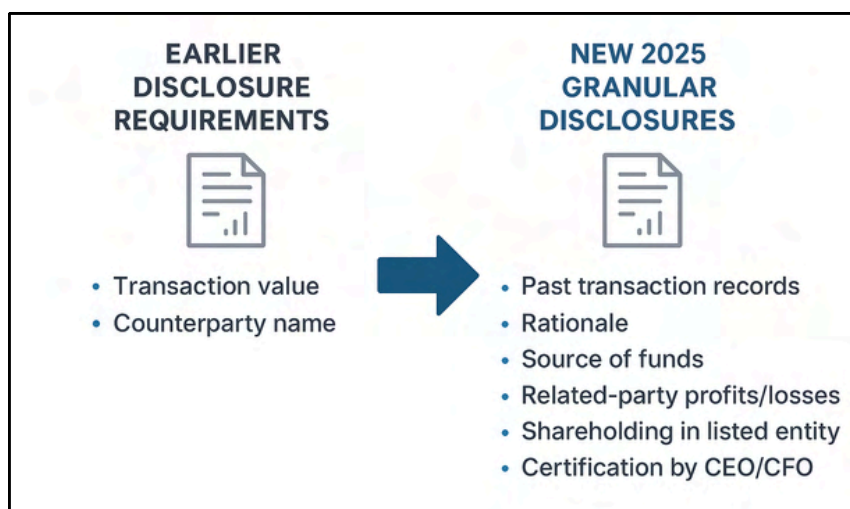 EARLIER
DISCLOSURE
REQUIREMENTS
• Transaction value
• Counterparty name
NEW 2025
GRANULAR
DISCLOSURES
• Past transaction records
• Rationale
• Source of funds
• Related-party profits/losses
• Shareholding in listed entity
• Certification by CEO/CFO